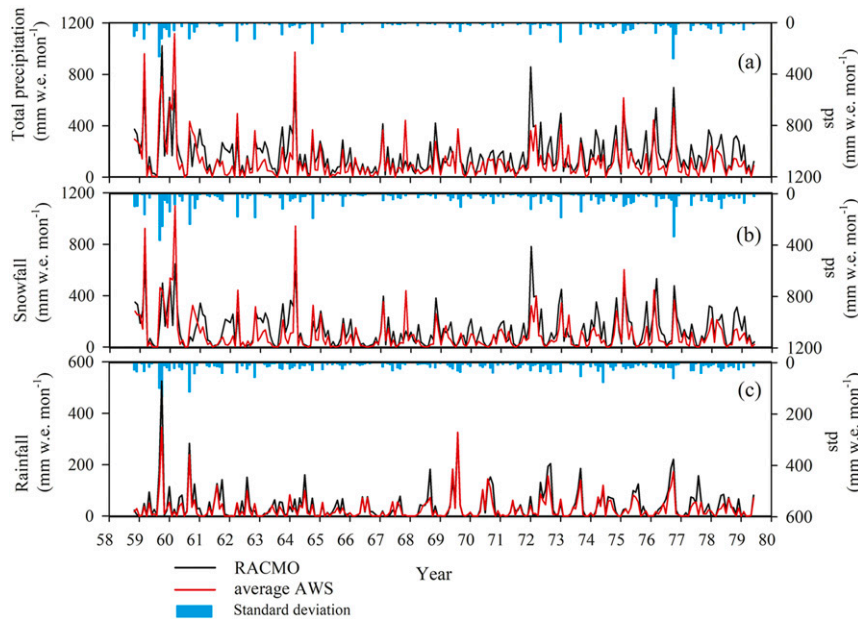 Total precipitation
(mm w.e. mon⁻¹)
1200
800
400
0
(a)
0
400
800
1200
std
(mm w.e. mon⁻¹)
Snowfall
(mm w.e. mon⁻¹)
1200
800
400
0
(b)
0
400
800
1200
std
(mm w.e. mon⁻¹)
Rainfall
(mm w.e. mon⁻¹)
600
400
200
0
(c)
0
200
400
600
std
(mm w.e. mon⁻¹)
58 59 60 61 62 63 64 65 66 67 68 69 70 71 72 73 74 75 76 77 78 79 80
Year
RACMO
average AWS
Standard deviation